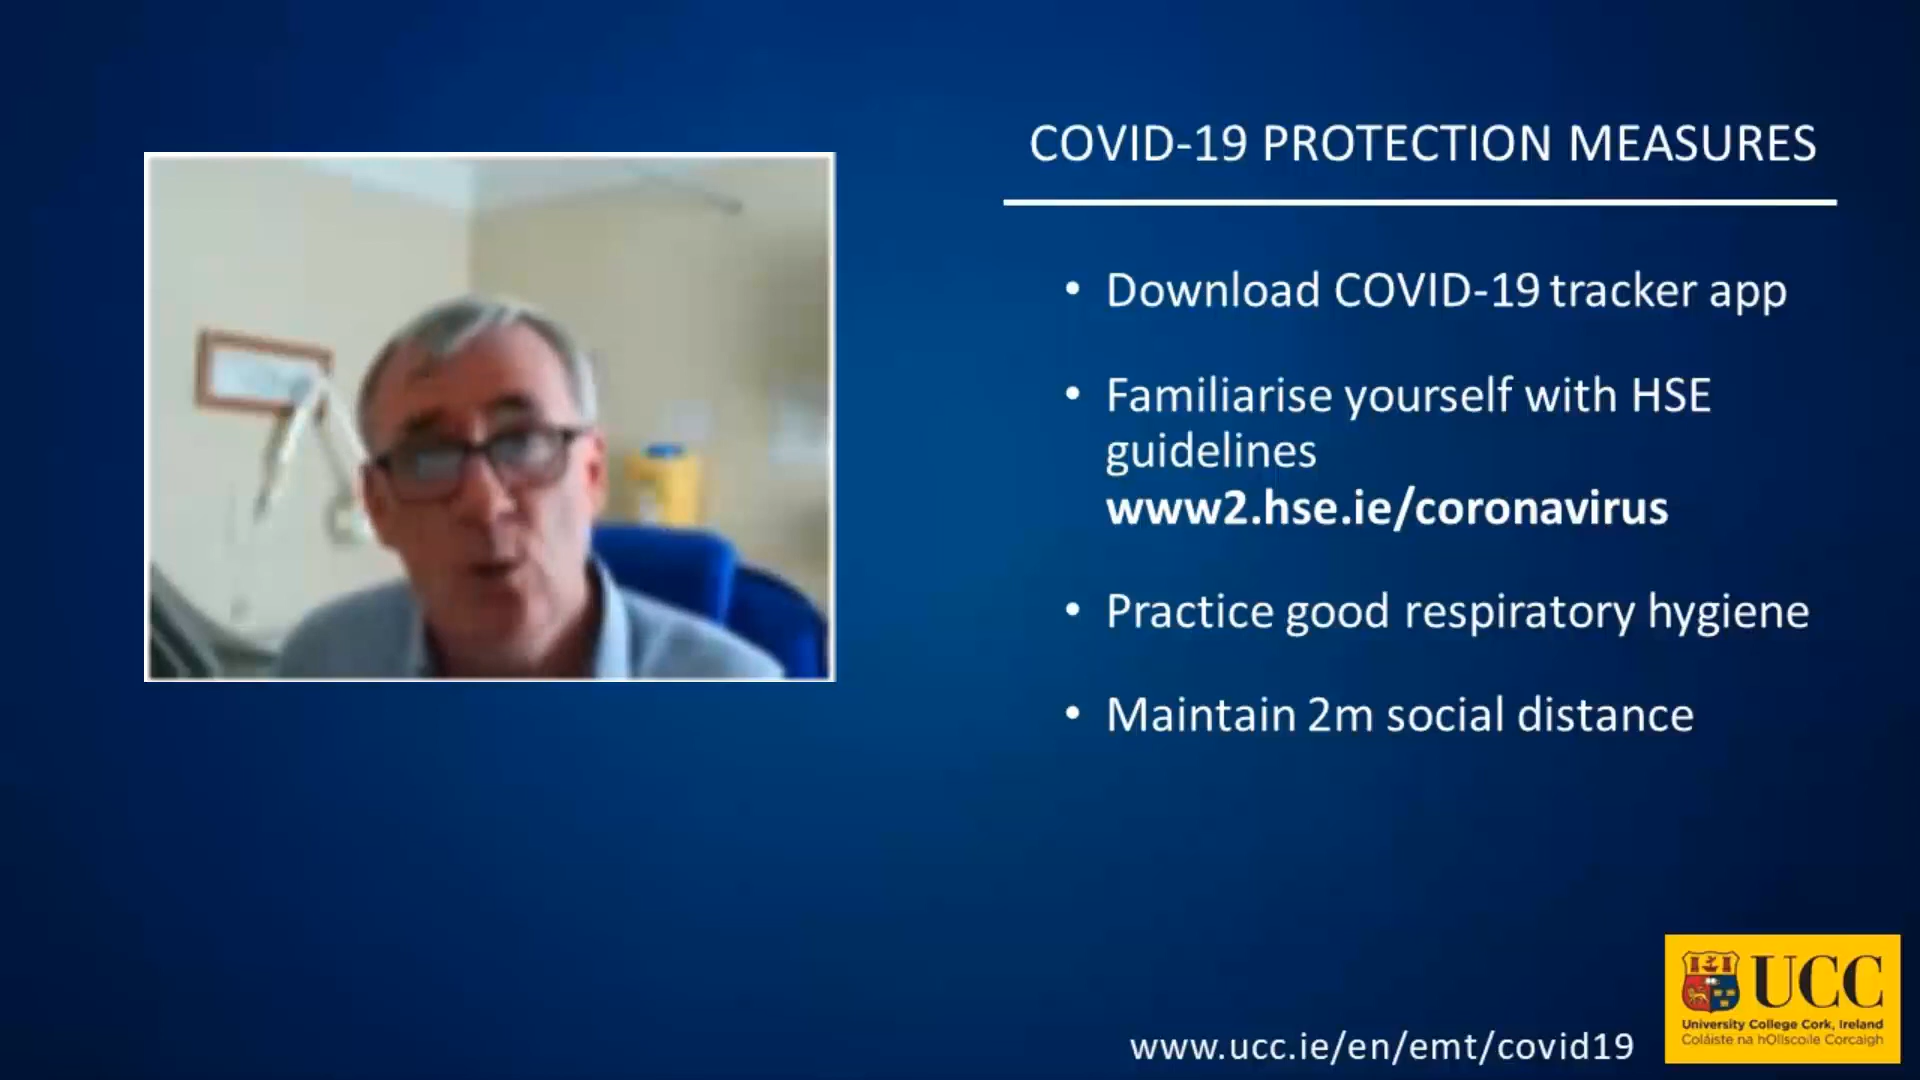 COVID-19 PROTECTION MEASURES
• Download COVID-19 tracker app
• Familiarise yourself with HSE
guidelines
www2.hse.ie/coronavirus
• Practice good respiratory hygiene
• Maintain 2m social distance
www.ucc.ie/en/emt/covid19
UCC
University College Cork, Ireland
Coláiste na hOllscoile Corcaigh